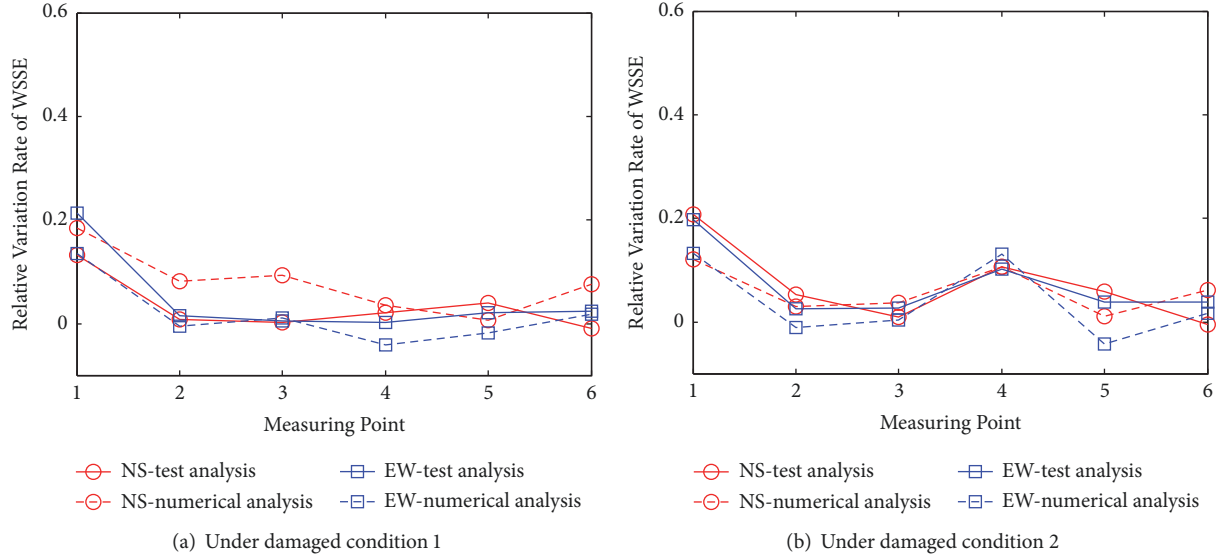 0.6
0.4
0.2
0
Relative Variation Rate of WSSE
1 2 3 4 5 6
Measuring Point
NS-test analysis
NS-numerical analysis
EW-test analysis
EW-numerical analysis
(a) Under damaged condition 1
0.6
0.4
0.2
0
Relative Variation Rate of WSSE
1 2 3 4 5 6
Measuring Point
NS-test analysis
NS-numerical analysis
EW-test analysis
EW-numerical analysis
(b) Under damaged condition 2